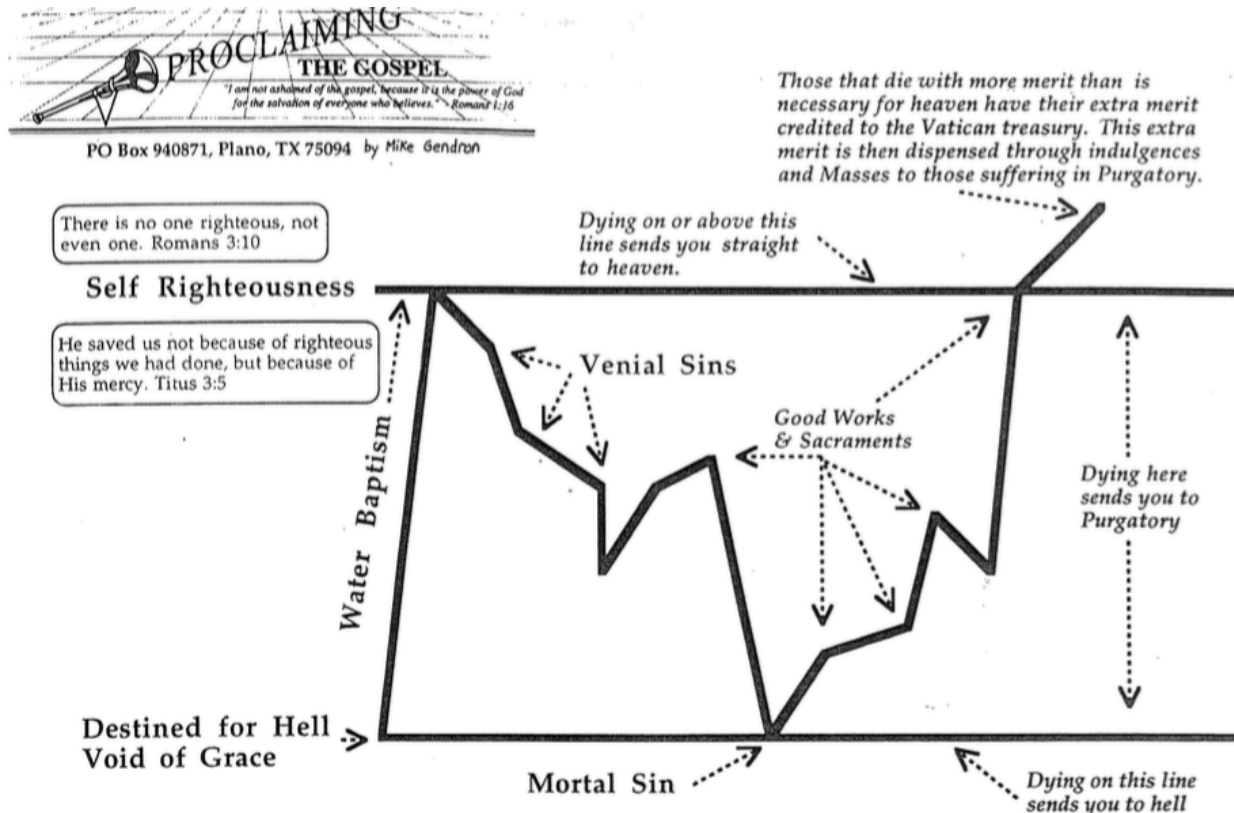 PROCLAIMING
THE GOSPEL
"I am not ashamed of the gospel, because it is the power of God
for the salvation of everyone who believes." - Romans 1:16
PO Box 940871, Plano, TX 75094 by Mike Gendron
Those that die with more merit than is
necessary for heaven have their extra merit
credited to the Vatican treasury. This extra
merit is then dispensed through indulgences
and Masses to those suffering in Purgatory.
There is no one righteous, not
even one. Romans 3:10
Dying on or above this
line sends you straight
to heaven.
Self Righteousness
He saved us not because of righteous
things we had done, but because of
His mercy. Titus 3:5
Water Baptism
Venial Sins
Good Works
& Sacraments
Dying here
sends you to
Purgatory
Destined for Hell
Void of Grace
Mortal Sin
Dying on this line
sends you to hell